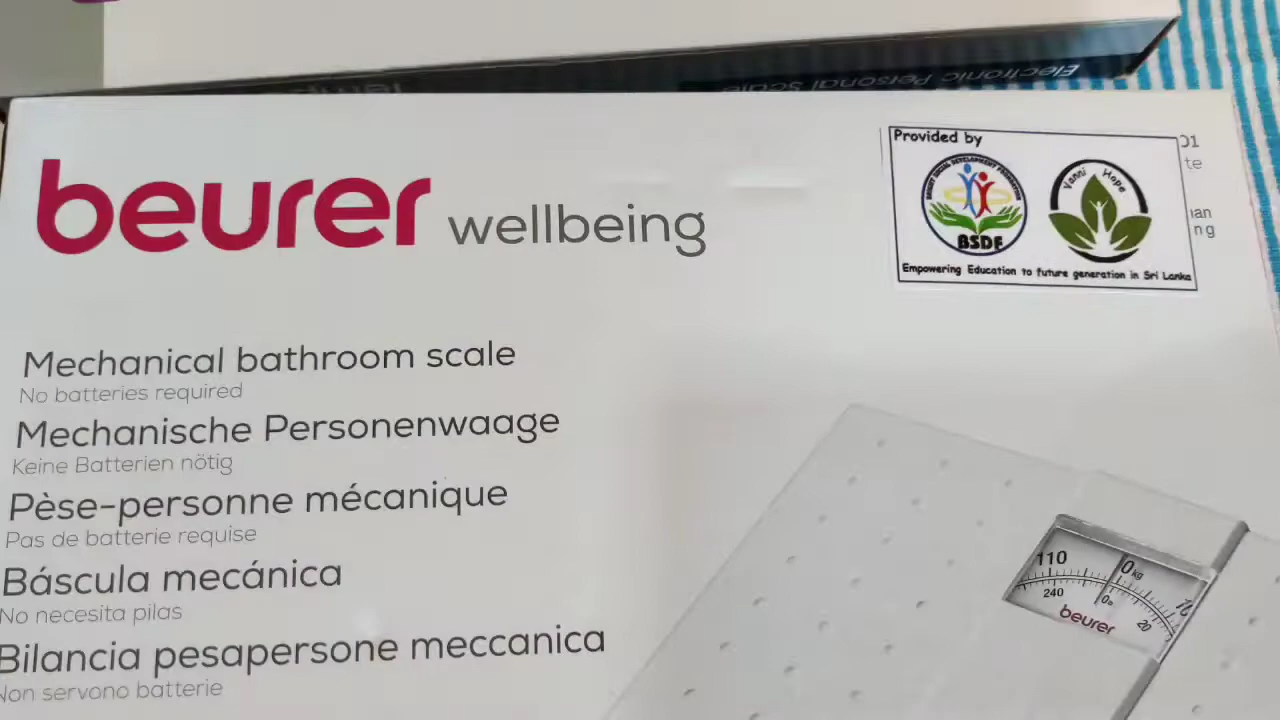 Electronic Personal Scale
beurer wellbeing
Provided by
Vanni Hope
BSDF
Empowering Education to future generation in Sri Lanka
Mechanical bathroom scale
No batteries required
Mechanische Personenwaage
Keine Batterien nötig
Pèse-personne mécanique
Pas de batterie requise
Báscula mecánica
No necesita pilas
Bilancia pesapersone meccanica
Non servono batterie
110 0 kg
240 20
beurer